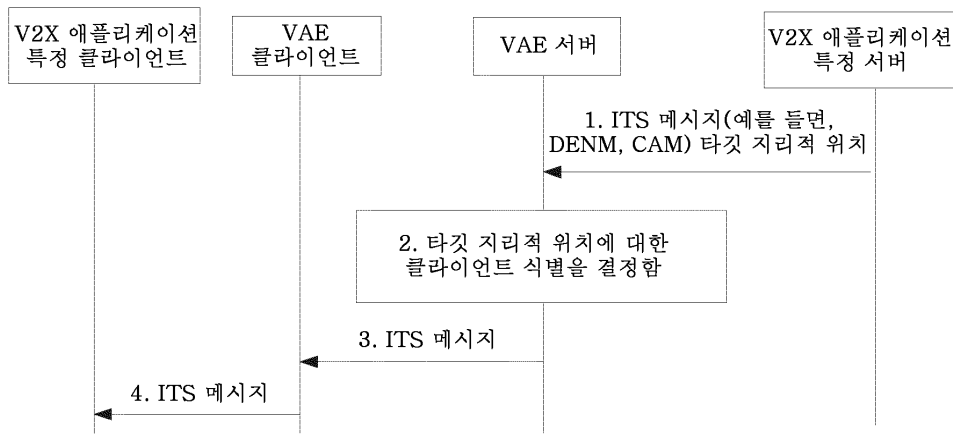 V2X 애플리케이션
특정 클라이언트
VAE
클라이언트
VAE 서버
V2X 애플리케이션
특정 서버
1. ITS 메시지(예를 들면,
DENM, CAM) 타깃 지리적 위치
2. 타깃 지리적 위치에 대한
클라이언트 식별을 결정함
3. ITS 메시지
4. ITS 메시지